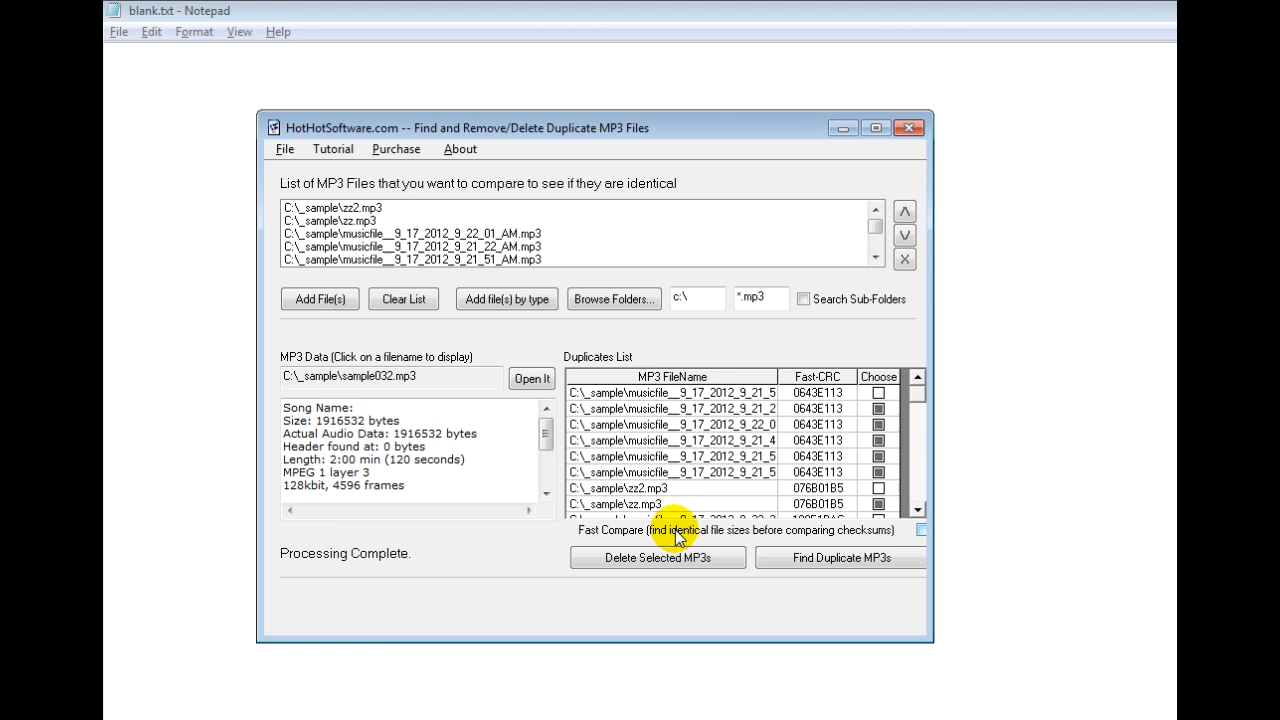 blank.txt - Notepad
File Edit Format View Help
HotHotSoftware.com -- Find and Remove/Delete Duplicate MP3 Files
File Tutorial Purchase About
List of MP3 Files that you want to compare to see if they are identical
C:\_sample\zz2.mp3
C:\_sample\zz.mp3
C:\_sample\musicfile__9_17_2012_9_22_01_AM.mp3
C:\_sample\musicfile__9_17_2012_9_21_22_AM.mp3
C:\_sample\musicfile__9_17_2012_9_21_51_AM.mp3
Add File(s) Clear List Add file(s) by type Browse Folders... c:\ *.mp3 Search Sub-Folders
MP3 Data (Click on a filename to display)
C:\_sample\sample032.mp3 Open It
Song Name:
Size: 1916532 bytes
Actual Audio Data: 1916532 bytes
Header found at: 0 bytes
Length: 2:00 min (120 seconds)
MPEG 1 layer 3
128kbit, 4596 frames
Processing Complete.
Duplicates List
MP3 FileName Fast-CRC Choose
C:\_sample\musicfile__9_17_2012_9_21_5 0643E113
C:\_sample\musicfile__9_17_2012_9_21_2 0643E113
C:\_sample\musicfile__9_17_2012_9_22_0 0643E113
C:\_sample\musicfile__9_17_2012_9_21_4 0643E113
C:\_sample\musicfile__9_17_2012_9_21_5 0643E113
C:\_sample\musicfile__9_17_2012_9_21_5 0643E113
C:\_sample\zz2.mp3 076B01B5
C:\_sample\zz.mp3 076B01B5
Fast Compare (find identical file sizes before comparing checksums)
Delete Selected MP3s Find Duplicate MP3s